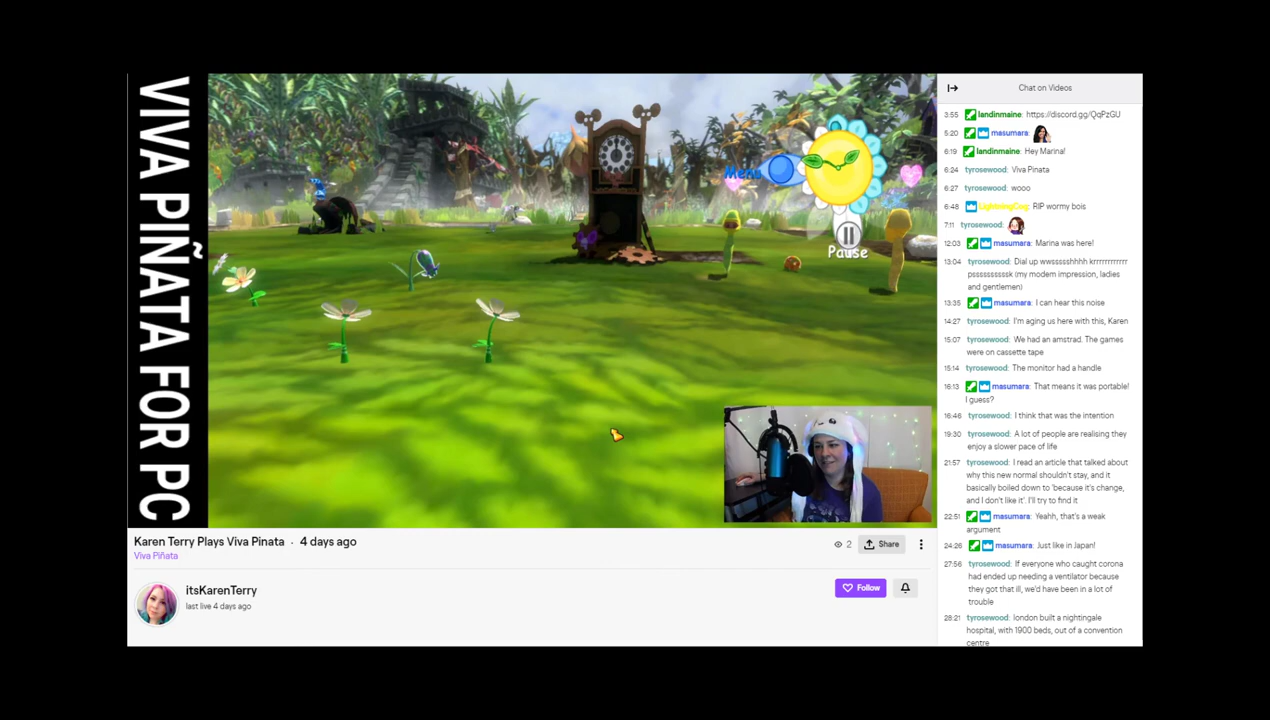 VIVA PIÑATA FOR PC
Menu
Pause
Karen Terry Plays Viva Pinata · 4 days ago
Viva Piñata
2
Share
itsKarenTerry
last live 4 days ago
Follow
Chat on Videos
3:55 landinmaine: https://discord.gg/QqPzGU
5:20 masumara:
6:19 landinmaine: Hey Marina!
6:24 tyrosewood: Viva Pinata
6:27 tyrosewood: wooo
6:48 LightningCog: RIP wormy bois
7:11 tyrosewood:
12:03 masumara: Marina was here!
13:04 tyrosewood: Dial up wwsssshhhh krrrrrrrrrrrr
psssssssssk (my modem impression, ladies
and gentlemen)
13:35 masumara: I can hear this noise
14:27 tyrosewood: I'm aging us here with this, Karen
15:07 tyrosewood: We had an amstrad. The games
were on cassette tape
15:14 tyrosewood: The monitor had a handle
16:13 masumara: That means it was portable!
I guess?
16:46 tyrosewood: I think that was the intention
19:30 tyrosewood: A lot of people are realising they
enjoy a slower pace of life
21:57 tyrosewood: I read an article that talked about
why this new normal shouldn't stay, and it
basically boiled down to 'because it's change,
and I don't like it'. I'll try to find it
22:51 masumara: Yeahh, that's a weak
argument
24:26 masumara: Just like in Japan!
27:56 tyrosewood: If everyone who caught corona
had ended up needing a ventilator because
they got that ill, we'd have been in a lot of
trouble
28:21 tyrosewood: london built a nightingale
hospital, with 1900 beds, out of a convention
centre